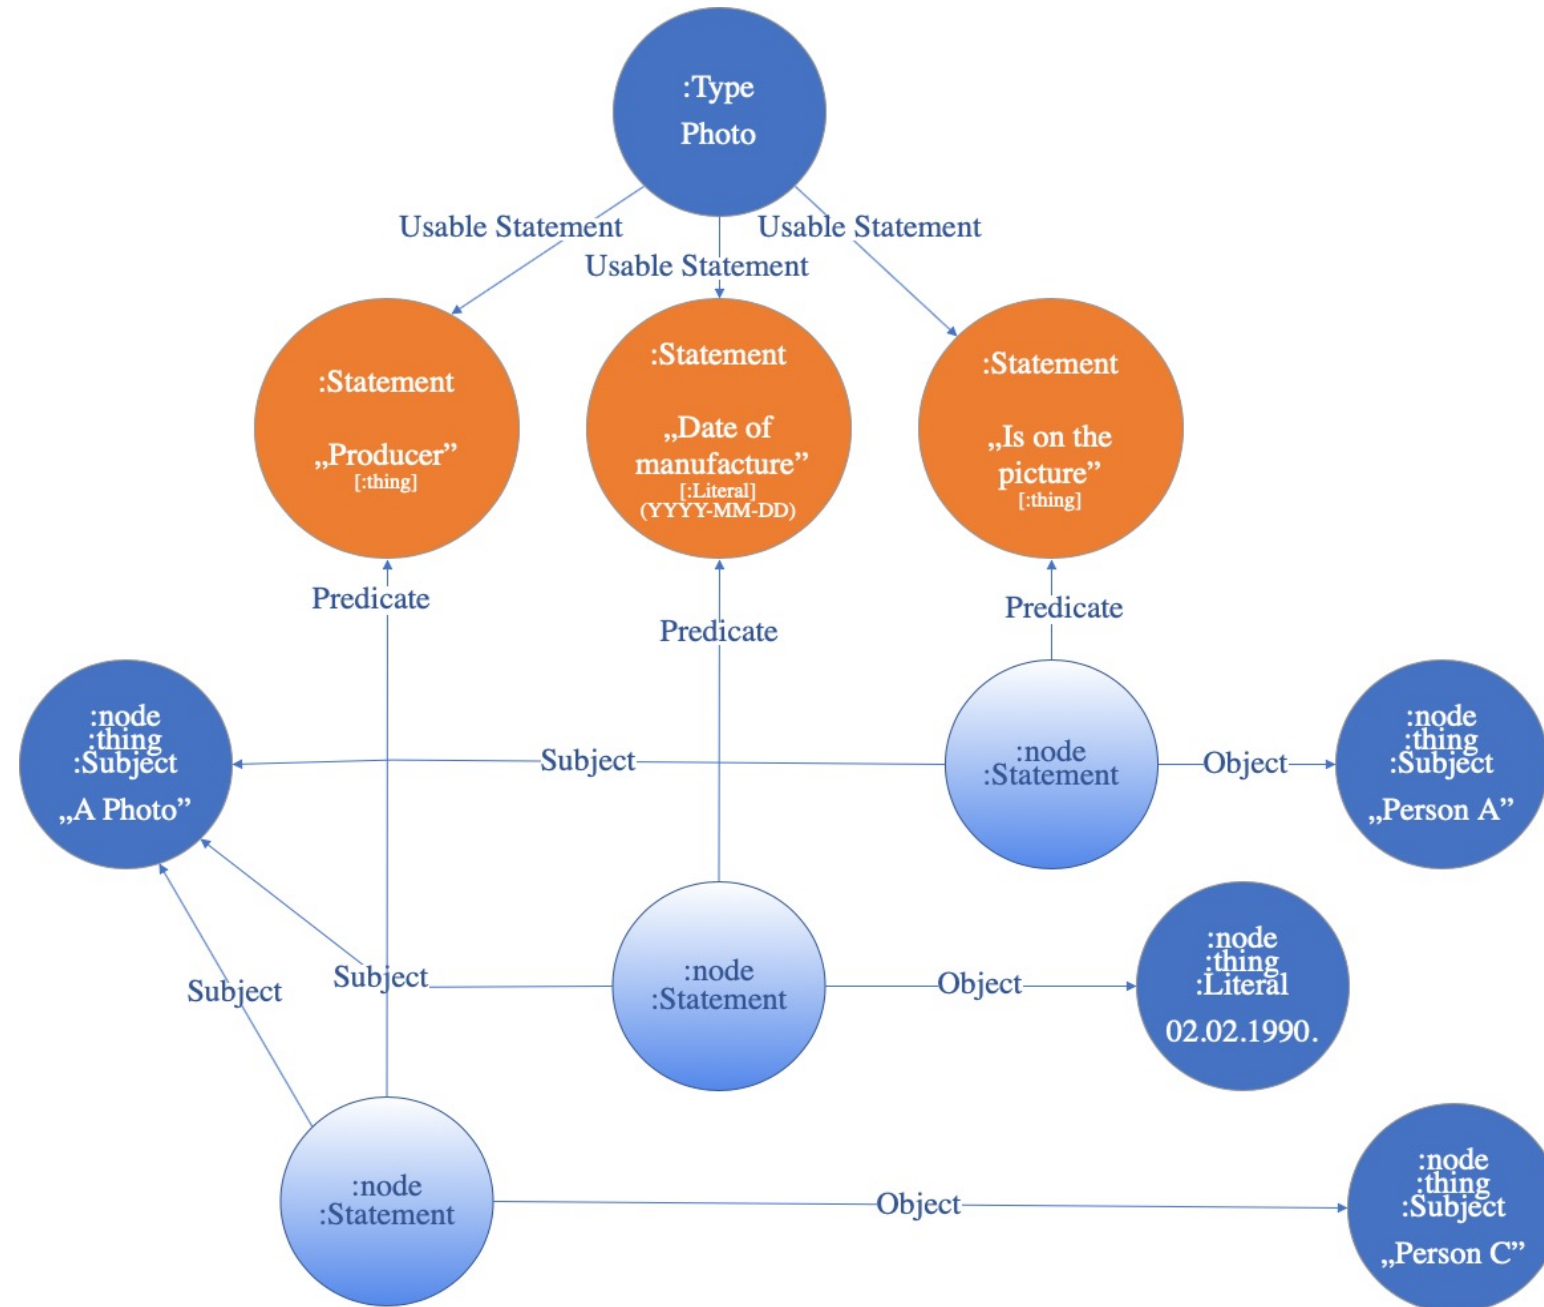 :Type
Photo
Usable Statement
Usable Statement
Usable Statement
:Statement
„Producer”
[:thing]
:Statement
„Date of
manufacture”
[:Literal]
(YYYY-MM-DD)
:Statement
„Is on the
picture”
[:thing]
Predicate
Predicate
Predicate
:node
:thing
:Subject
„A Photo”
Subject
:node
:Statement
Object
:node
:thing
:Subject
„Person A”
Subject
Subject
:node
:Statement
Object
:node
:thing
:Literal
02.02.1990.
:node
:Statement
Object
:node
:thing
:Subject
„Person C”